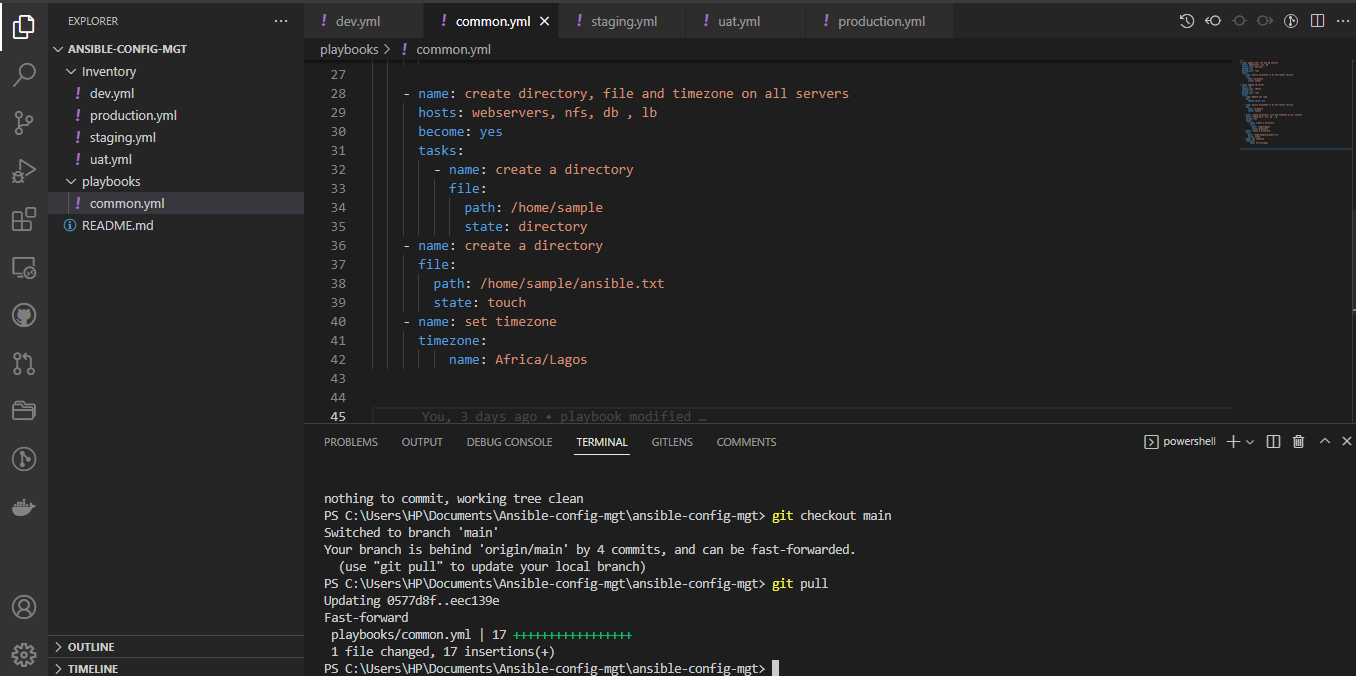 EXPLORER
ANSIBLE-CONFIG-MGT
Inventory
dev.yml
production.yml
staging.yml
uat.yml
playbooks
common.yml
README.md
OUTLINE
TIMELINE
dev.yml
common.yml
staging.yml
uat.yml
production.yml
playbooks > common.yml
27
28 - name: create directory, file and timezone on all servers
29 hosts: webservers, nfs, db , lb
30 become: yes
31 tasks:
32 - name: create a directory
33 file:
34 path: /home/sample
35 state: directory
36 - name: create a directory
37 file:
38 path: /home/sample/ansible.txt
39 state: touch
40 - name: set timezone
41 timezone:
42 name: Africa/Lagos
43
44
45 You, 3 days ago • playbook modified …
PROBLEMS OUTPUT DEBUG CONSOLE TERMINAL GITLENS COMMENTS
powershell
nothing to commit, working tree clean
PS C:\Users\HP\Documents\Ansible-config-mgt\ansible-config-mgt> git checkout main
Switched to branch 'main'
Your branch is behind 'origin/main' by 4 commits, and can be fast-forwarded.
(use "git pull" to update your local branch)
PS C:\Users\HP\Documents\Ansible-config-mgt\ansible-config-mgt> git pull
Updating 0577d8f..eec139e
Fast-forward
playbooks/common.yml | 17 +++++++++++++++++
1 file changed, 17 insertions(+)
PS C:\Users\HP\Documents\Ansible-config-mgt\ansible-config-mgt>